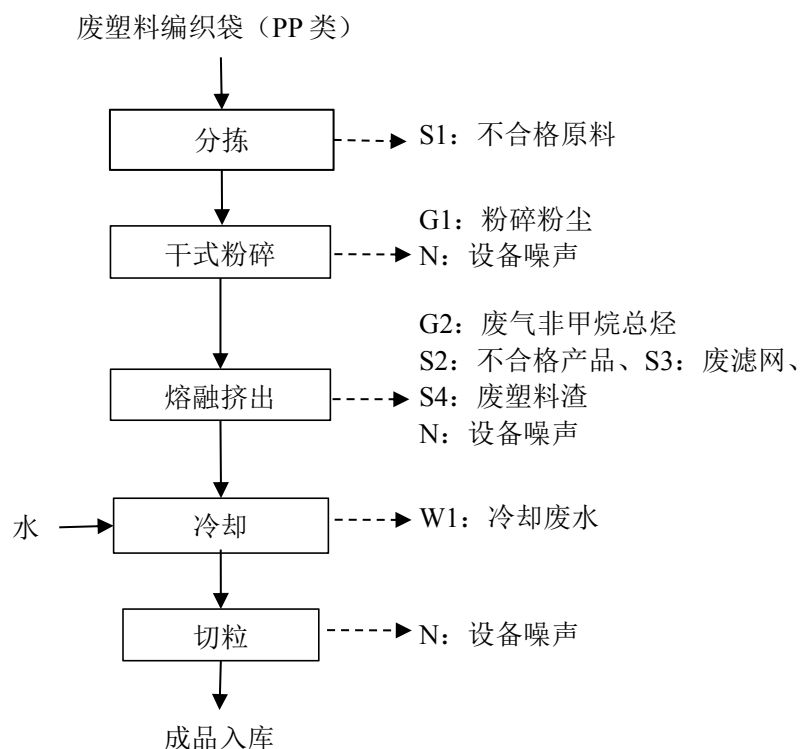 废塑料编织袋（PP 类）
分拣
S1：不合格原料
G1：粉碎粉尘
干式粉碎
N：设备噪声
G2：废气非甲烷总烃
S2：不合格产品、S3：废滤网、
熔融挤出
S4：废塑料渣
N：设备噪声
水
冷却
W1：冷却废水
切粒
N：设备噪声
成品入库